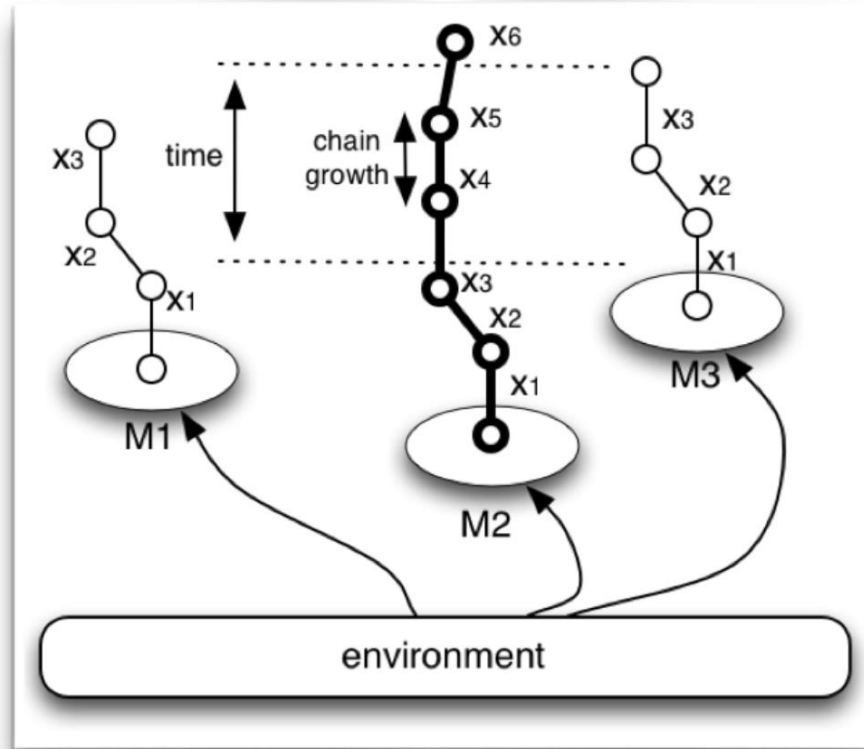 X6
X5
X4
X3
X2
X1
M2
time
chain
growth
X3
X2
X1
M1
X3
X2
X1
M3
environment